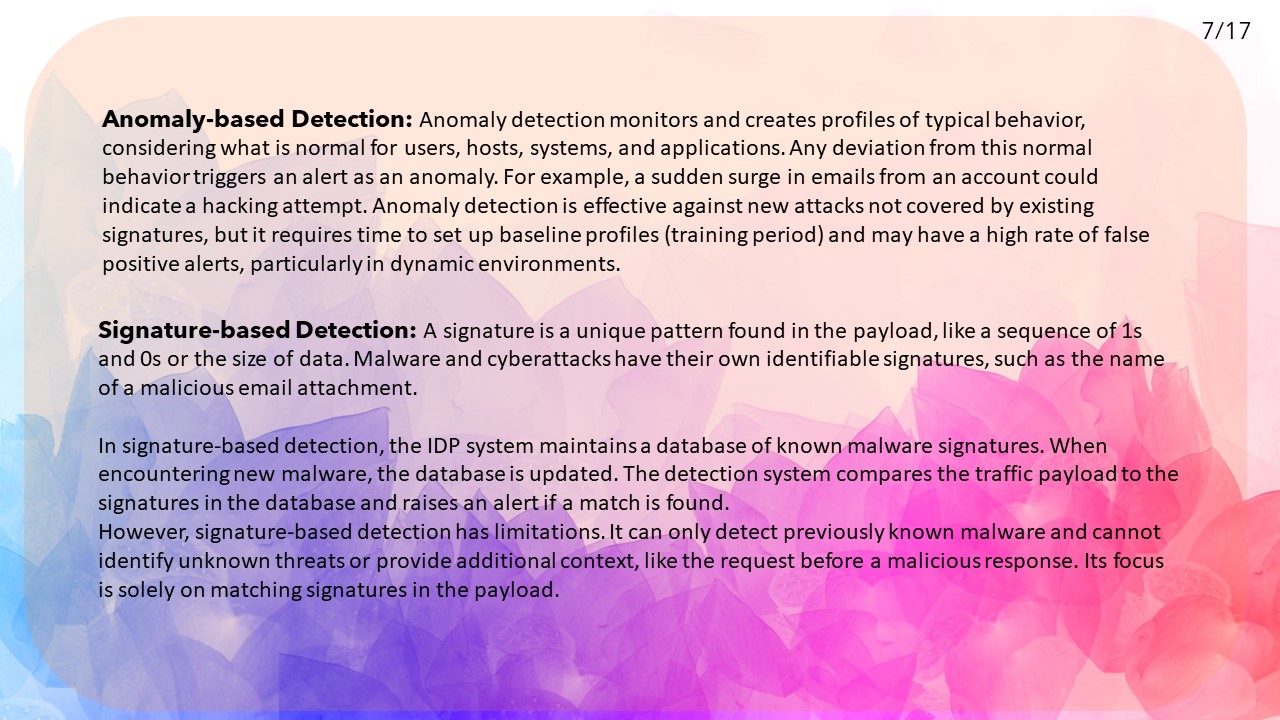 7/17
Anomaly-based Detection: Anomaly detection monitors and creates profiles of typical behavior,
considering what is normal for users, hosts, systems, and applications. Any deviation from this normal
behavior triggers an alert as an anomaly. For example, a sudden surge in emails from an account could
indicate a hacking attempt. Anomaly detection is effective against new attacks not covered by existing
signatures, but it requires time to set up baseline profiles (training period) and may have a high rate of false
positive alerts, particularly in dynamic environments.
Signature-based Detection: A signature is a unique pattern found in the payload, like a sequence of 1s
and 0s or the size of data. Malware and cyberattacks have their own identifiable signatures, such as the name
of a malicious email attachment.
In signature-based detection, the IDP system maintains a database of known malware signatures. When
encountering new malware, the database is updated. The detection system compares the traffic payload to the
signatures in the database and raises an alert if a match is found.
However, signature-based detection has limitations. It can only detect previously known malware and cannot
identify unknown threats or provide additional context, like the request before a malicious response. Its focus
is solely on matching signatures in the payload.